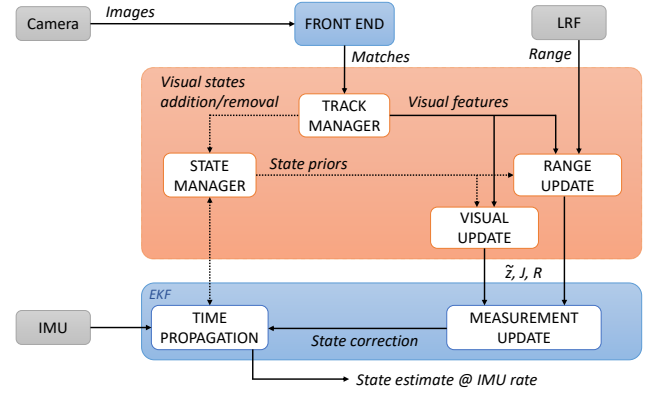 Camera
Images
FRONT END
LRF
Matches
Range
Visual states
addition/removal
TRACK
MANAGER
Visual features
STATE
MANAGER
State priors
RANGE
UPDATE
VISUAL
UPDATE
z̃, J, R
EKF
IMU
TIME
PROPAGATION
State correction
MEASUREMENT
UPDATE
State estimate @ IMU rate